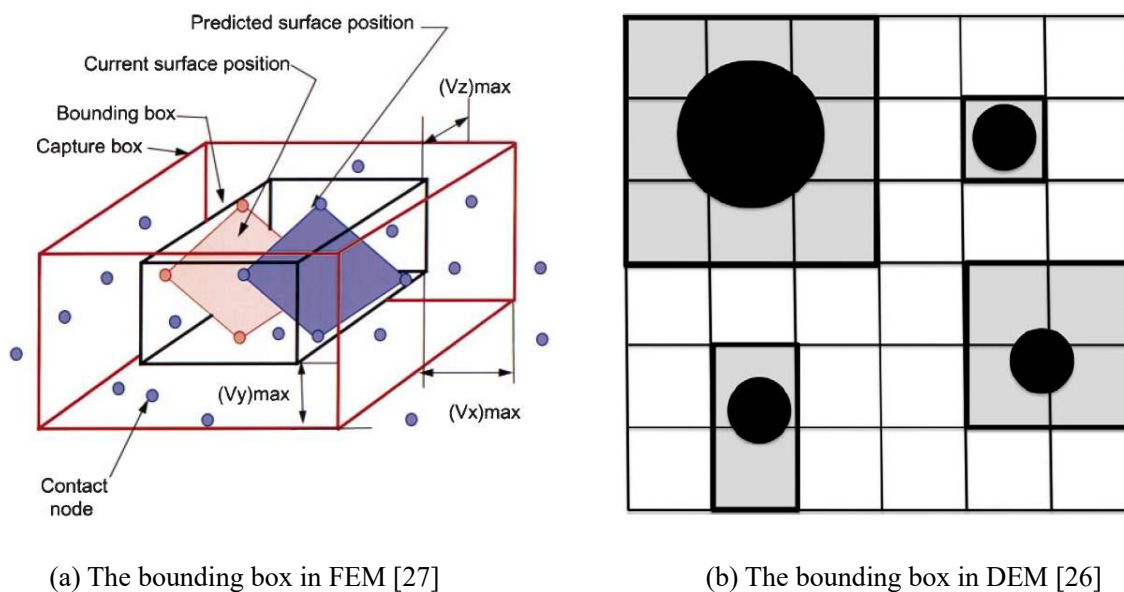 Predicted surface position
Current surface position
(Vz)max
Bounding box
Capture box
(Vy)max
(Vx)max
Contact
node
(a) The bounding box in FEM [27]
(b) The bounding box in DEM [26]